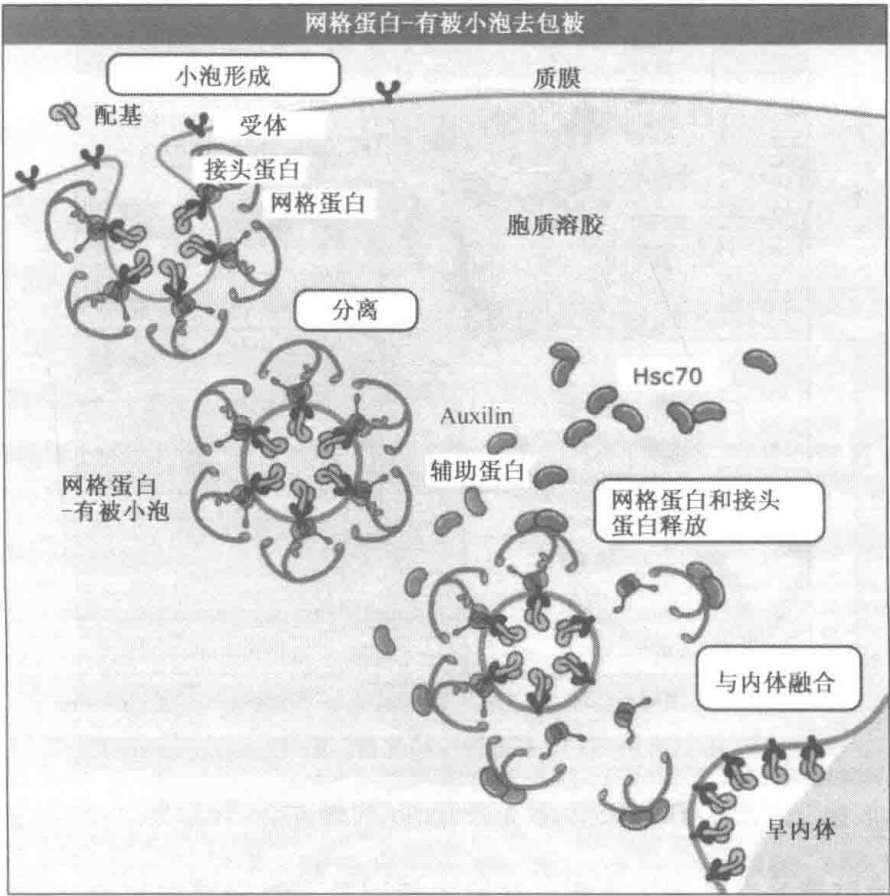 网格蛋白-有被小泡去包被
小泡形成
质膜
配基
受体
接头蛋白
网格蛋白
胞质溶胶
分离
Hsc70
Auxilin
辅助蛋白
网格蛋白
-有被小泡
网格蛋白和接头
蛋白释放
与内体融合
早内体